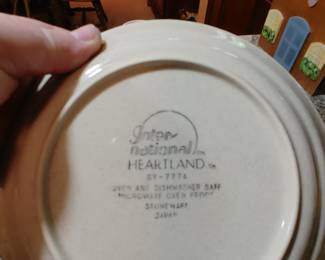 Inter-
national
HEARTLAND
SY-7774
OVEN AND DISHWASHER SAFE
MICROWAVE OVEN PROOF
STONEWARE
JAPAN